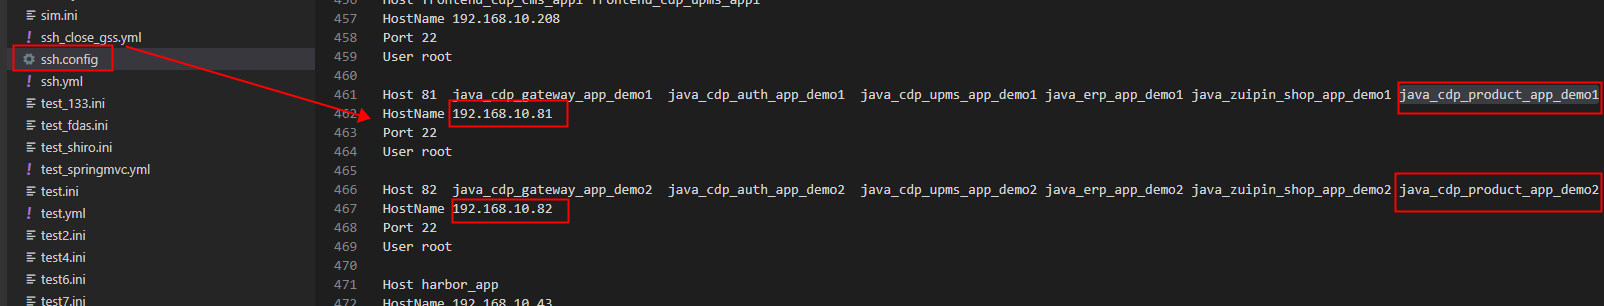 sim.ini
ssh_close_gss.yml
ssh.config
ssh.yml
test_133.ini
test_fdas.ini
test_shiro.ini
test_springmvc.yml
test.ini
test.yml
test2.ini
test4.ini
test6.ini
test7.ini
456 Host frontend_cdp_cms_app1 frontend_cdp_upms_app1
457 HostName 192.168.10.208
458 Port 22
459 User root
460
461 Host 81 java_cdp_gateway_app_demo1 java_cdp_auth_app_demo1 java_cdp_upms_app_demo1 java_erp_app_demo1 java_zuipin_shop_app_demo1 java_cdp_product_app_demo1
462 HostName 192.168.10.81
463 Port 22
464 User root
465
466 Host 82 java_cdp_gateway_app_demo2 java_cdp_auth_app_demo2 java_cdp_upms_app_demo2 java_erp_app_demo2 java_zuipin_shop_app_demo2 java_cdp_product_app_demo2
467 HostName 192.168.10.82
468 Port 22
469 User root
470
471 Host harbor_app
472 HostName 192.168.10.43